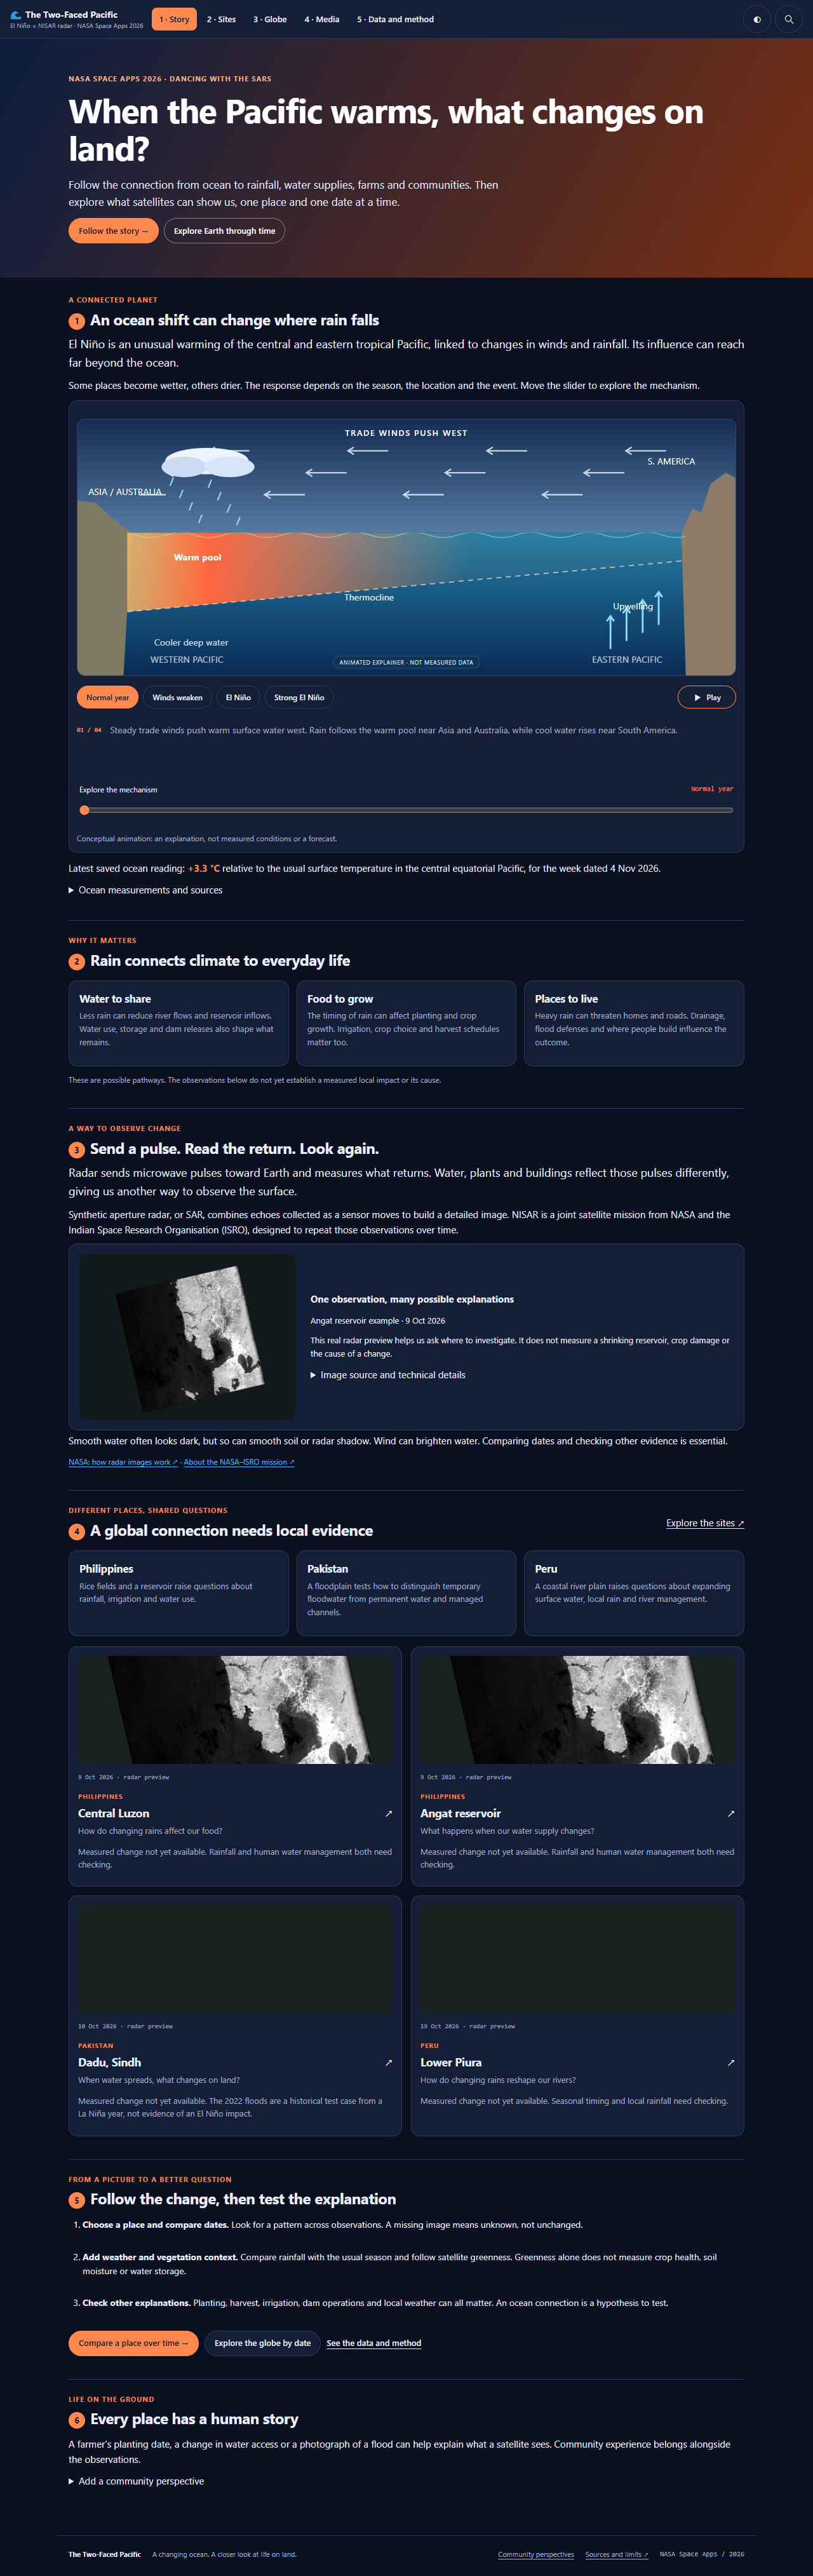 The Two-Faced Pacific
El Niño × NISAR radar · NASA Space Apps 2026
1 · Story
2 · Sites
3 · Globe
4 · Media
5 · Data and method
NASA SPACE APPS 2026 · DANCING WITH THE SARS
When the Pacific warms, what changes on
land?
Follow the connection from ocean to rainfall, water supplies, farms and communities. Then
explore what satellites can show us, one place and one date at a time.
Follow the story →
Explore Earth through time
A CONNECTED PLANET
1 An ocean shift can change where rain falls
El Niño is an unusual warming of the central and eastern tropical Pacific, linked to changes in winds and rainfall. Its influence can reach
far beyond the ocean.
Some places become wetter, others drier. The response depends on the season, the location and the event. Move the slider to explore the mechanism.
TRADE WINDS PUSH WEST
S. AMERICA
ASIA / AUSTRALIA
Warm pool
Thermocline
Upwelling
Cooler deep water
WESTERN PACIFIC
ANIMATED EXPLAINER · NOT MEASURED DATA
EASTERN PACIFIC
Normal year
Winds weaken
El Niño
Strong El Niño
▶ Play
01 / 04 Steady trade winds push warm surface water west. Rain follows the warm pool near Asia and Australia, while cool water rises near South America.
Explore the mechanism
Normal year
Conceptual animation: an explanation, not measured conditions or a forecast.
Latest saved ocean reading: +3.3 °C relative to the usual surface temperature in the central equatorial Pacific, for the week dated 4 Nov 2026.
▶ Ocean measurements and sources
WHY IT MATTERS
2 Rain connects climate to everyday life
Water to share
Less rain can reduce river flows and reservoir inflows.
Water use, storage and dam releases also shape what
remains.
Food to grow
The timing of rain can affect planting and crop
growth. Irrigation, crop choice and harvest schedules
matter too.
Places to live
Heavy rain can threaten homes and roads. Drainage,
flood defenses and where people build influence the
outcome.
These are possible pathways. The observations below do not yet establish a measured local impact or its cause.
A WAY TO OBSERVE CHANGE
3 Send a pulse. Read the return. Look again.
Radar sends microwave pulses toward Earth and measures what returns. Water, plants and buildings reflect those pulses differently,
giving us another way to observe the surface.
Synthetic aperture radar, or SAR, combines echoes collected as a sensor moves to build a detailed image. NISAR is a joint satellite mission from NASA and the
Indian Space Research Organisation (ISRO), designed to repeat those observations over time.
One observation, many possible explanations
Angat reservoir example · 9 Oct 2026
This real radar preview helps us ask where to investigate. It does not measure a shrinking reservoir, crop damage or
the cause of a change.
▶ Image source and technical details
Smooth water often looks dark, but so can smooth soil or radar shadow. Wind can brighten water. Comparing dates and checking other evidence is essential.
NASA: how radar images work ↗ · About the NASA–ISRO mission ↗
DIFFERENT PLACES, SHARED QUESTIONS
4 A global connection needs local evidence
Explore the sites ↗
Philippines
Rice fields and a reservoir raise questions about
rainfall, irrigation and water use.
Pakistan
A floodplain tests how to distinguish temporary
floodwater from permanent water and managed
channels.
Peru
A coastal river plain raises questions about expanding
surface water, local rain and river management.
9 Oct 2026 · radar preview
PHILIPPINES
Central Luzon ↗
How do changing rains affect our food?
Measured change not yet available. Rainfall and human water management both need
checking.
9 Oct 2026 · radar preview
PHILIPPINES
Angat reservoir ↗
What happens when our water supply changes?
Measured change not yet available. Rainfall and human water management both need
checking.
10 Oct 2026 · radar preview
PAKISTAN
Dadu, Sindh ↗
When water spreads, what changes on land?
Measured change not yet available. The 2022 floods are a historical test case from a
La Niña year, not evidence of an El Niño impact.
19 Oct 2026 · radar preview
PERU
Lower Piura ↗
How do changing rains reshape our rivers?
Measured change not yet available. Seasonal timing and local rainfall need checking.
FROM A PICTURE TO A BETTER QUESTION
5 Follow the change, then test the explanation
1. Choose a place and compare dates. Look for a pattern across observations. A missing image means unknown, not unchanged.
2. Add weather and vegetation context. Compare rainfall with the usual season and follow satellite greenness. Greenness alone does not measure crop health, soil
moisture or water storage.
3. Check other explanations. Planting, harvest, irrigation, dam operations and local weather can all matter. An ocean connection is a hypothesis to test.
Compare a place over time →
Explore the globe by date
See the data and method
LIFE ON THE GROUND
6 Every place has a human story
A farmer's planting date, a change in water access or a photograph of a flood can help explain what a satellite sees. Community experience belongs alongside
the observations.
▶ Add a community perspective
The Two-Faced Pacific
A changing ocean. A closer look at life on land.
Community perspectives
Sources and limits ↗
NASA Space Apps / 2026